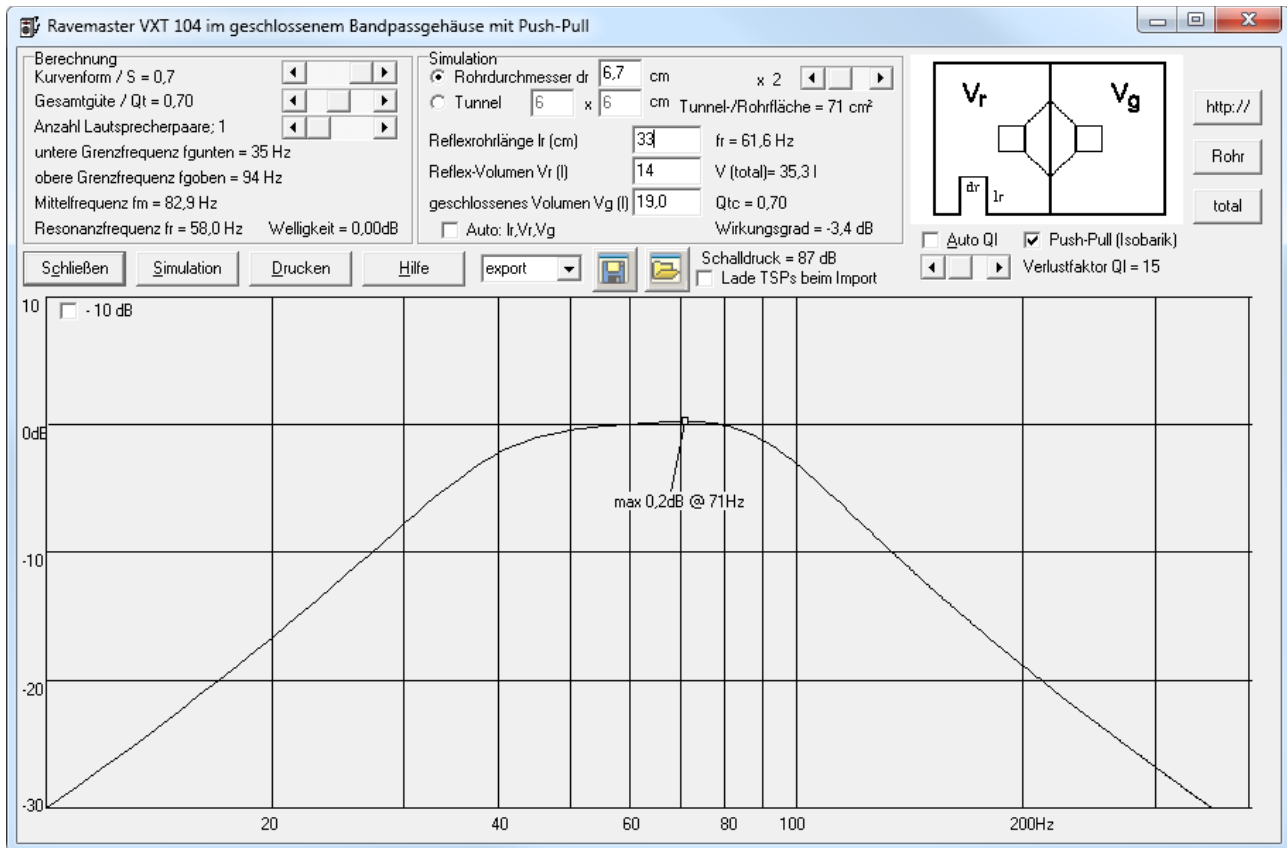 Ravemaster VXT 104 im geschlossenem Bandpassgehäuse mit Push-Pull
Berechnung
Kurvenform / S = 0,7
Gesamtgüte / Qt = 0,70
Anzahl Lautsprecherpaare; 1
untere Grenzfrequenz fgunten = 35 Hz
obere Grenzfrequenz fgoben = 94 Hz
Mittelfrequenz fm = 82,9 Hz
Resonanzfrequenz fr = 58,0 Hz Welligkeit = 0,00dB
Simulation
Rohrdurchmesser dr 6,7 cm x 2
Tunnel 6 x 6 cm Tunnel-/Rohrfläche = 71 cm²
Reflexrohrlänge lr (cm) 33 fr = 61,6 Hz
Reflex-Volumen Vr (l) 14 V (total)= 35,3 l
geschlossenes Volumen Vg (l) 19,0 Qtc = 0,70
Auto: lr,Vr,Vg Wirkungsgrad = -3,4 dB
Vr Vg
dr lr
http://
Rohr
total
Auto Ql Push-Pull (Isobarik)
Verlustfaktor Ql = 15
Schließen Simulation Drucken Hilfe export
Schalldruck = 87 dB
Lade TSPs beim Import
10
- 10 dB
0dB
max 0,2dB @ 71Hz
-10
-20
-30
20 40 60 80 100 200Hz